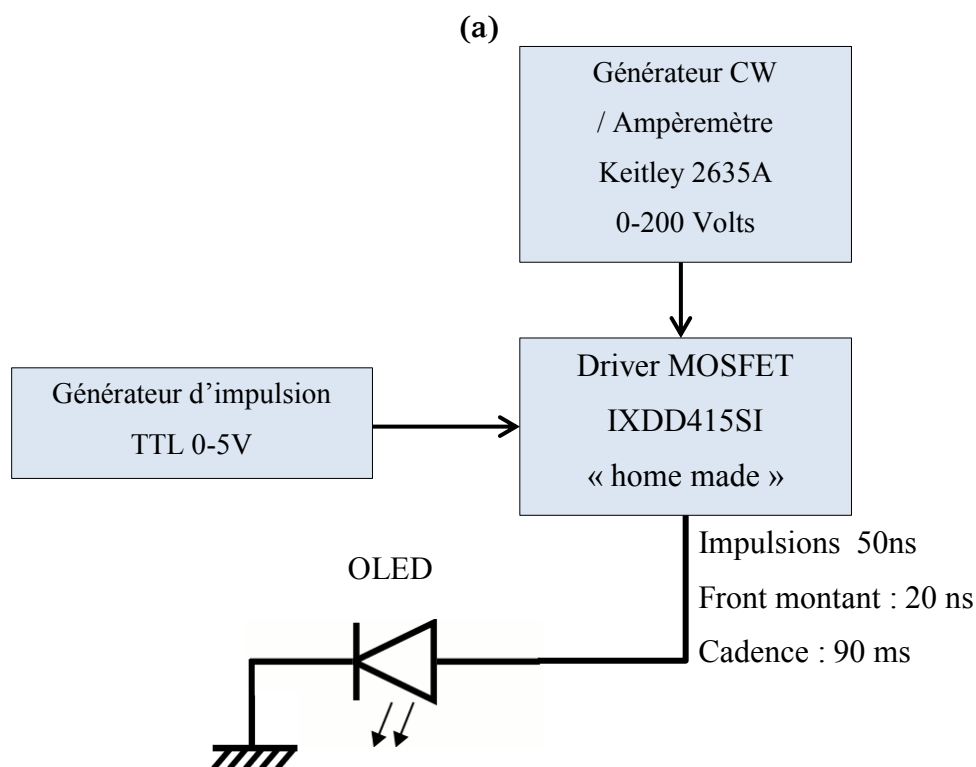 (a)
Générateur CW
/ Ampèremètre
Keitley 2635A
0-200 Volts
Générateur d’impulsion
TTL 0-5V
Driver MOSFET
IXDD415SI
« home made »
Impulsions 50ns
Front montant : 20 ns
Cadence : 90 ms
OLED